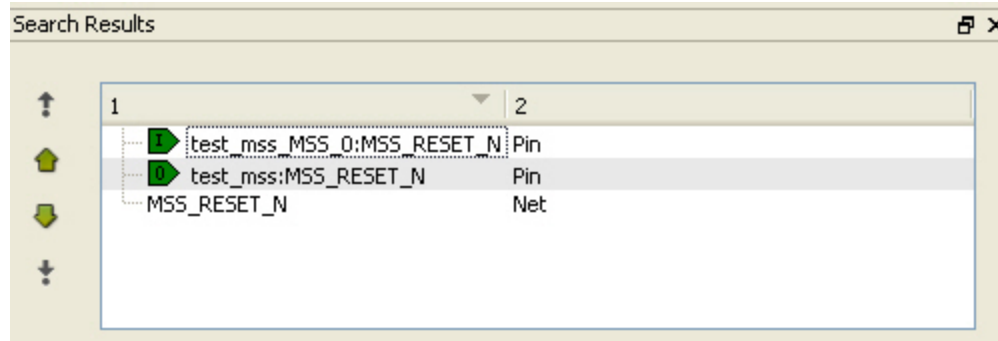 Search Results
1 2
I test_mss_MSS_0:MSS_RESET_N Pin
O test_mss:MSS_RESET_N Pin
MSS_RESET_N Net